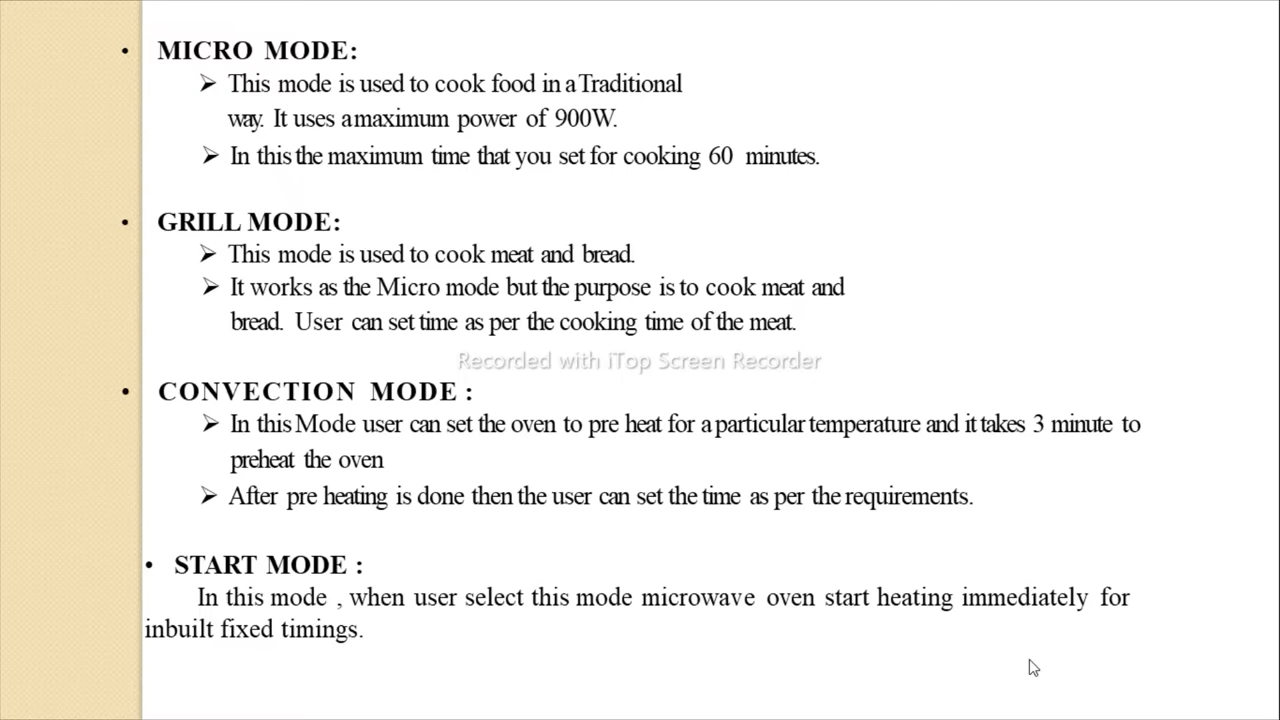 • MICRO MODE:
➢ This mode is used to cook food in a Traditional
way. It uses a maximum power of 900W.
➢ In this the maximum time that you set for cooking 60 minutes.
• GRILL MODE:
➢ This mode is used to cook meat and bread.
➢ It works as the Micro mode but the purpose is to cook meat and
bread. User can set time as per the cooking time of the meat.
Recorded with iTop Screen Recorder
• CONVECTION MODE :
➢ In this Mode user can set the oven to pre heat for a particular temperature and it takes 3 minute to
preheat the oven
➢ After pre heating is done then the user can set the time as per the requirements.
• START MODE :
In this mode , when user select this mode microwave oven start heating immediately for
inbuilt fixed timings.